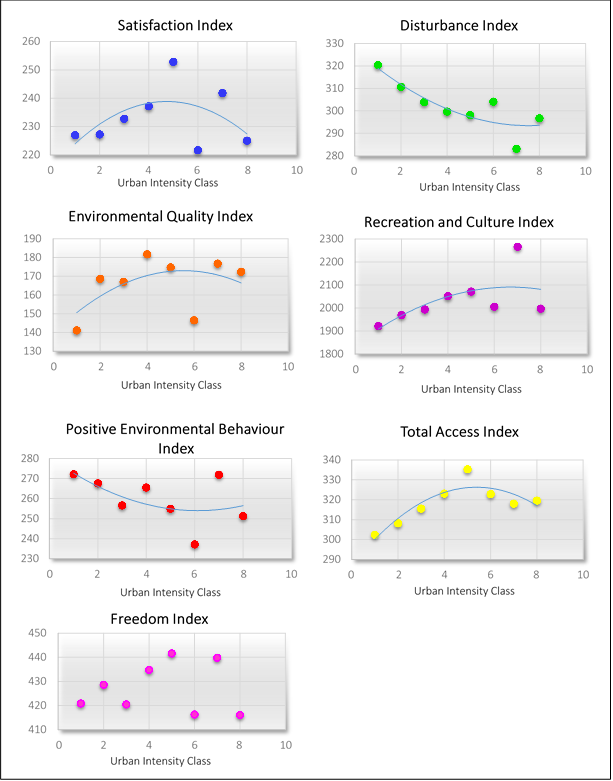 Satisfaction Index
260
250
240
230
220
0 2 4 6 8 10
Urban Intensity Class
Disturbance Index
330
320
310
300
290
280
0 2 4 6 8 10
Urban Intensity Class
Environmental Quality Index
190
180
170
160
150
140
130
0 2 4 6 8 10
Urban Intensity Class
Recreation and Culture Index
2300
2200
2100
2000
1900
1800
0 2 4 6 8 10
Urban Intensity Class
Positive Environmental Behaviour
Index
280
270
260
250
240
230
0 2 4 6 8 10
Urban Intensity Class
Total Access Index
340
330
320
310
300
290
0 2 4 6 8 10
Urban Intensity Class
Freedom Index
450
440
430
420
410
0 2 4 6 8 10
Urban Intensity Class